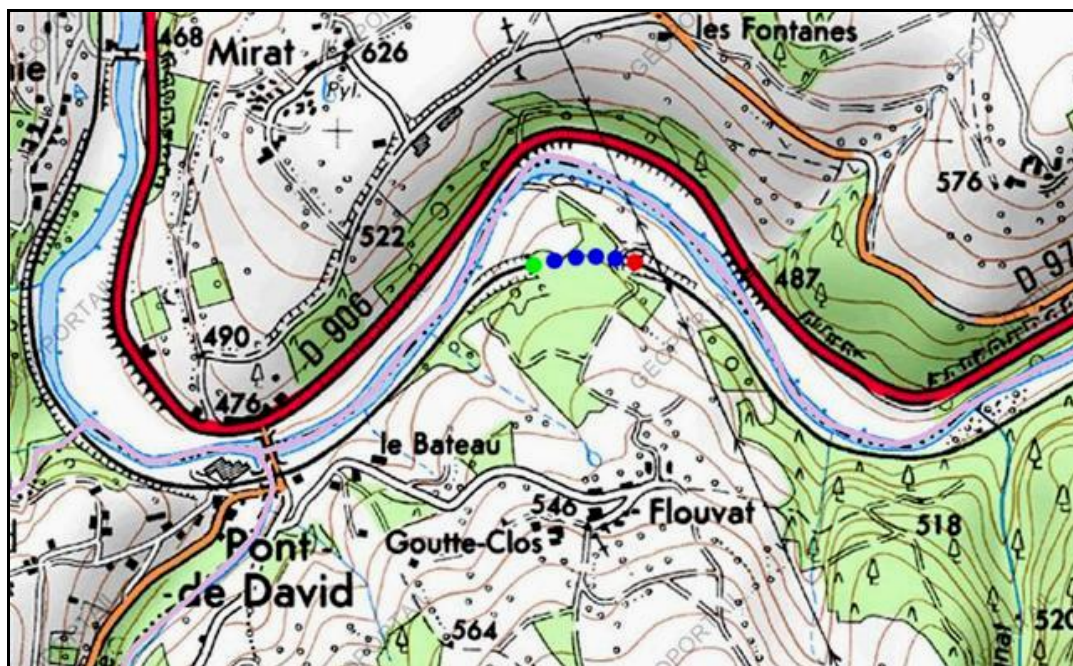 468
Mirat
626
Pyl.
les Fontanes
576
522
D 906
487
D 97
490
476
le Bateau
546
Flouvat
Goutte-Clos
518
Pont-
de David
564
520